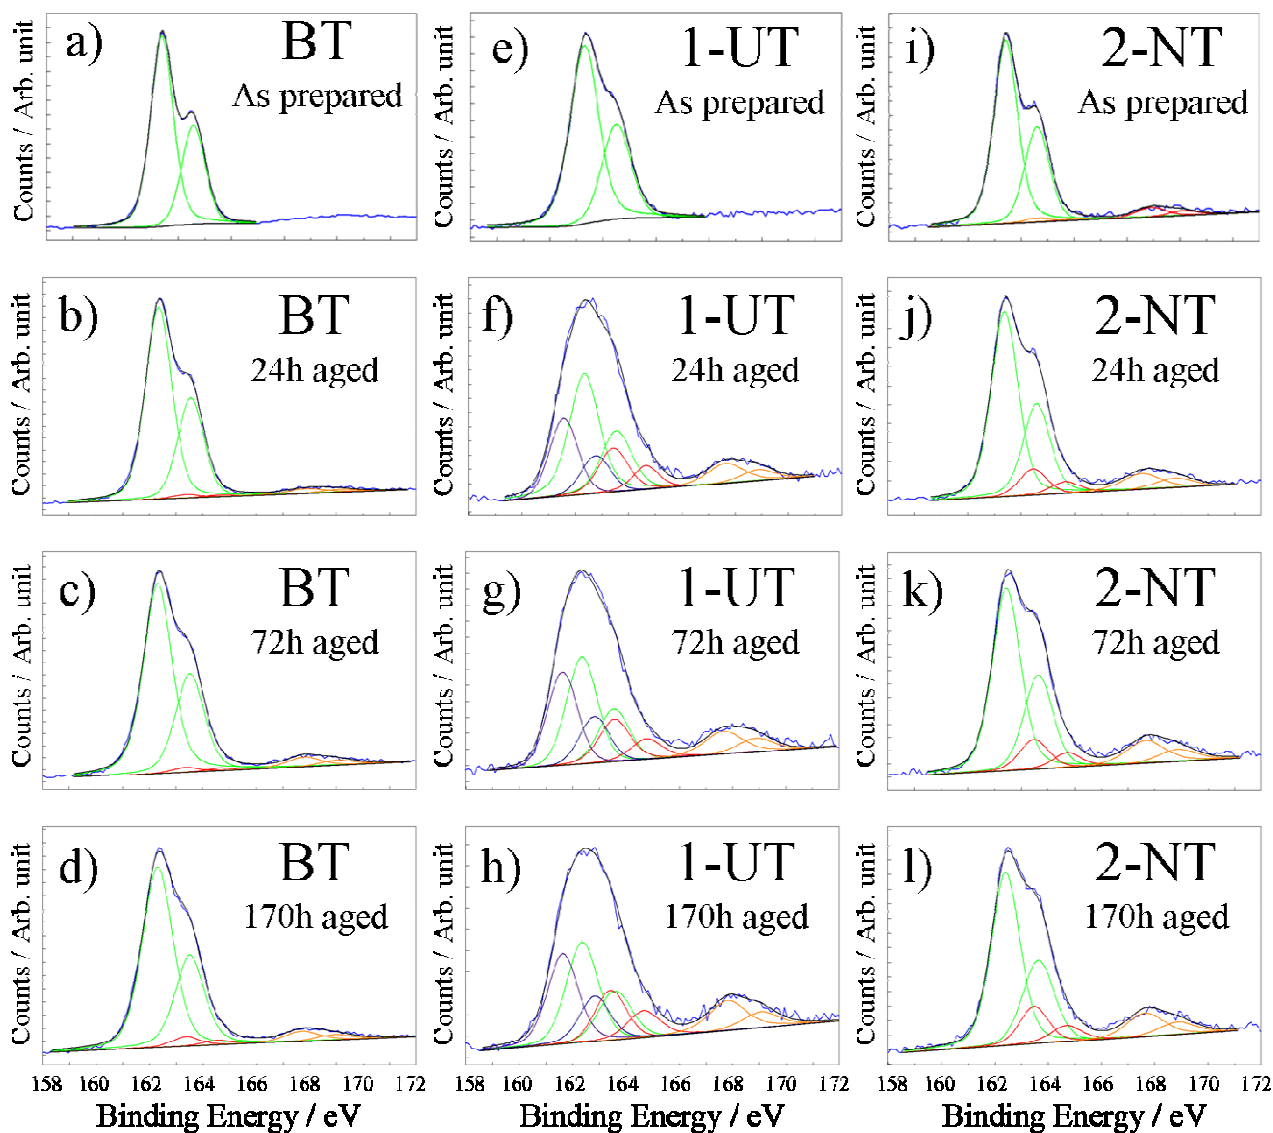 a) BT
As prepared
Counts / Arb. unit
e) 1-UT
As prepared
Counts / Arb. unit
i) 2-NT
As prepared
Counts / Arb. unit
b) BT
24h aged
Counts / Arb. unit
f) 1-UT
24h aged
Counts / Arb. unit
j) 2-NT
24h aged
Counts / Arb. unit
c) BT
72h aged
Counts / Arb. unit
g) 1-UT
72h aged
Counts / Arb. unit
k) 2-NT
72h aged
Counts / Arb. unit
d) BT
170h aged
Counts / Arb. unit
h) 1-UT
170h aged
Counts / Arb. unit
l) 2-NT
170h aged
Counts / Arb. unit
158 160 162 164 166 168 170 172
158 160 162 164 166 168 170 172
158 160 162 164 166 168 170 172
Binding Energy / eV
Binding Energy / eV
Binding Energy / eV